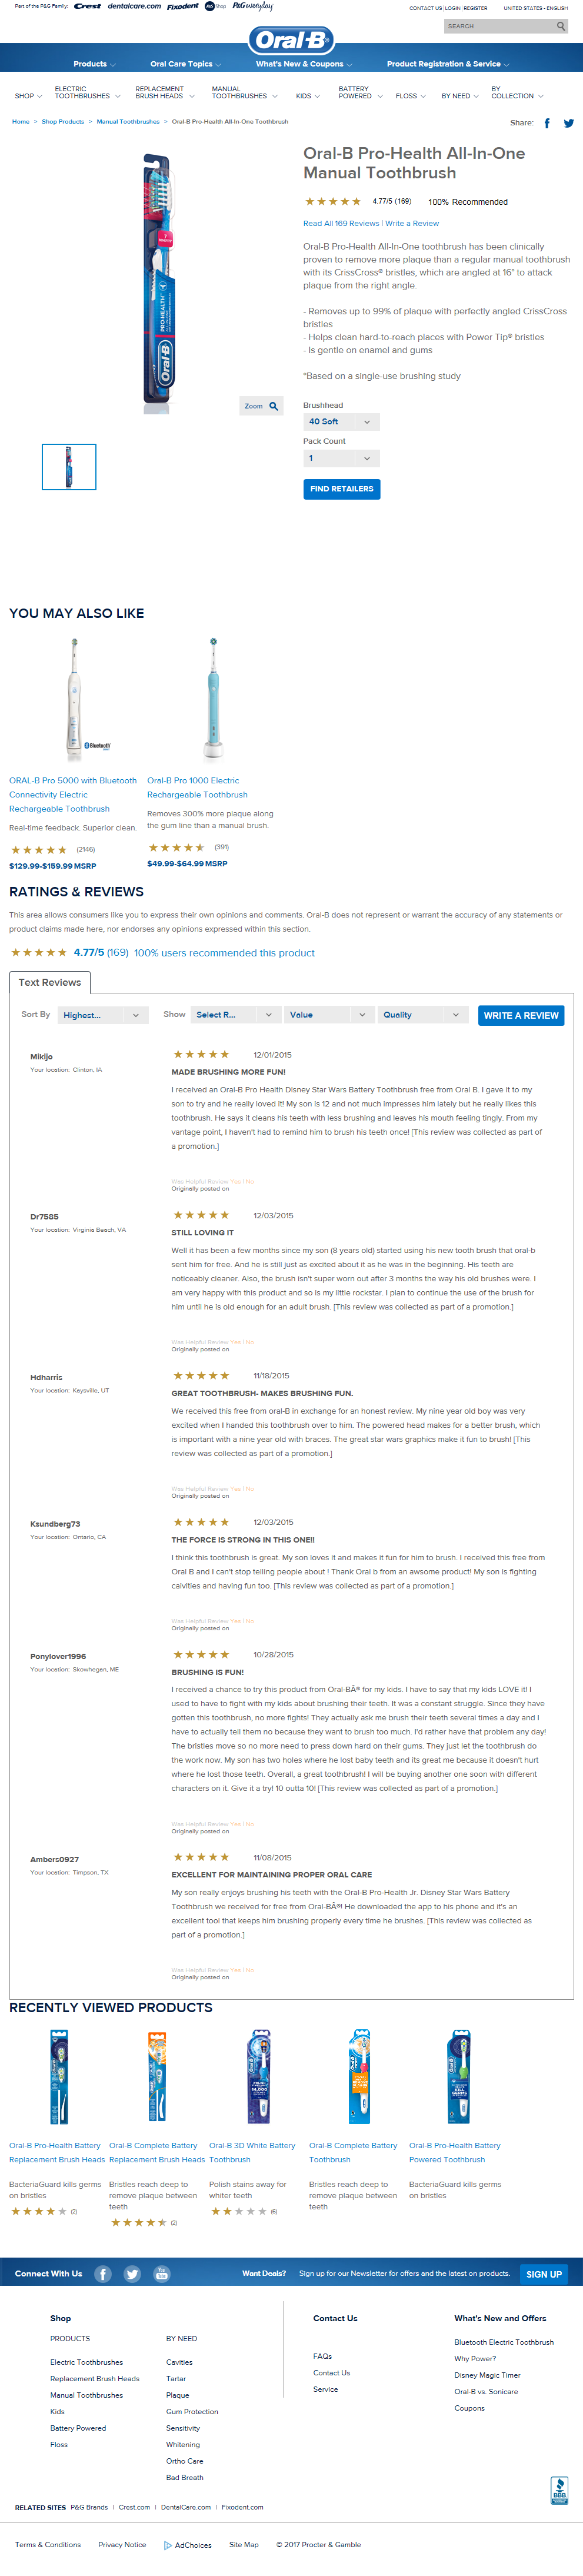 Part of the P&G Family: Crest dentalcare.com Fixodent P&G Shop P&G everyday
CONTACT US | LOGIN | REGISTER UNITED STATES - ENGLISH
SEARCH
Oral-B
Products Oral Care Topics What's New & Coupons Product Registration & Service
SHOP ELECTRIC TOOTHBRUSHES REPLACEMENT BRUSH HEADS MANUAL TOOTHBRUSHES KIDS BATTERY POWERED FLOSS BY NEED BY COLLECTION
Home > Shop Products > Manual Toothbrushes > Oral-B Pro-Health All-In-One Toothbrush
Share:
Oral-B Pro-Health All-In-One
Manual Toothbrush
4.77/5 (169) 100% Recommended
Read All 169 Reviews | Write a Review
Oral-B Pro-Health All-In-One toothbrush has been clinically
proven to remove more plaque than a regular manual toothbrush
with its CrissCross® bristles, which are angled at 16° to attack
plaque from the right angle.
- Removes up to 99% of plaque with perfectly angled CrissCross
bristles
- Helps clean hard-to-reach places with Power Tip® bristles
- Is gentle on enamel and gums
*Based on a single-use brushing study
Zoom
Brushhead
40 Soft
Pack Count
1
FIND RETAILERS
PRO-HEALTH
Oral-B
YOU MAY ALSO LIKE
Bluetooth
ORAL-B Pro 5000 with Bluetooth
Connectivity Electric
Rechargeable Toothbrush
Real-time feedback. Superior clean.
(2146)
$129.99-$159.99 MSRP
Oral-B Pro 1000 Electric
Rechargeable Toothbrush
Removes 300% more plaque along
the gum line than a manual brush.
(391)
$49.99-$64.99 MSRP
RATINGS & REVIEWS
This area allows consumers like you to express their own opinions and comments. Oral-B does not represent or warrant the accuracy of any statements or
product claims made here, nor endorses any opinions expressed within this section.
4.77/5 (169) 100% users recommended this product
Text Reviews
Sort By Highest... Show Select R... Value Quality WRITE A REVIEW
Mikijo
Your location: Clinton, IA
12/01/2015
MADE BRUSHING MORE FUN!
I received an Oral-B Pro Health Disney Star Wars Battery Toothbrush free from Oral B. I gave it to my
son to try and he really loved it! My son is 12 and not much impresses him lately but he really likes this
toothbrush. He says it cleans his teeth with less brushing and leaves his mouth feeling tingly. From my
vantage point, I haven't had to remind him to brush his teeth once! [This review was collected as part of
a promotion.]
Was Helpful Review Yes | No
Originally posted on
Dr7585
Your location: Virginia Beach, VA
12/03/2015
STILL LOVING IT
Well it has been a few months since my son (8 years old) started using his new tooth brush that oral-b
sent him for free. And he is still just as excited about it as he was in the beginning. His teeth are
noticeably cleaner. Also, the brush isn't super worn out after 3 months the way his old brushes were. I
am very happy with this product and so is my little rockstar. I plan to continue the use of the brush for
him until he is old enough for an adult brush. [This review was collected as part of a promotion.]
Was Helpful Review Yes | No
Originally posted on
Hdharris
Your location: Kaysville, UT
11/18/2015
GREAT TOOTHBRUSH- MAKES BRUSHING FUN.
We received this free from oral-B in exchange for an honest review. My nine year old boy was very
excited when I handed this toothbrush over to him. The powered head makes for a better brush, which
is important with a nine year old with braces. The great star wars graphics make it fun to brush! [This
review was collected as part of a promotion.]
Was Helpful Review Yes | No
Originally posted on
Ksundberg73
Your location: Ontario, CA
12/03/2015
THE FORCE IS STRONG IN THIS ONE!!
I think this toothbrush is great. My son loves it and makes it fun for him to brush. I received this free from
Oral B and I can't stop telling people about ! Thank Oral b from an awsome product! My son is fighting
caivities and having fun too. [This review was collected as part of a promotion.]
Was Helpful Review Yes | No
Originally posted on
Ponylover1996
Your location: Skowhegan, ME
10/28/2015
BRUSHING IS FUN!
I received a chance to try this product from Oral-BÂ® for my kids. I have to say that my kids LOVE it! I
used to have to fight with my kids about brushing their teeth. It was a constant struggle. Since they have
gotten this toothbrush, no more fights! They actually ask me brush their teeth several times a day and I
have to actually tell them no because they want to brush too much. I'd rather have that problem any day!
The bristles move so no more need to press down hard on their gums. They just let the toothbrush do
the work now. My son has two holes where he lost baby teeth and its great me because it doesn't hurt
where he lost those teeth. Overall, a great toothbrush! I will be buying another one soon with different
characters on it. Give it a try! 10 outta 10! [This review was collected as part of a promotion.]
Was Helpful Review Yes | No
Originally posted on
Ambers0927
Your location: Timpson, TX
11/08/2015
EXCELLENT FOR MAINTAINING PROPER ORAL CARE
My son really enjoys brushing his teeth with the Oral-B Pro-Health Jr. Disney Star Wars Battery
Toothbrush we received for free from Oral-BÂ®! He downloaded the app to his phone and it's an
excellent tool that keeps him brushing properly every time he brushes. [This review was collected as
part of a promotion.]
Was Helpful Review Yes | No
Originally posted on
RECENTLY VIEWED PRODUCTS
Oral-B Pro-Health Battery
Replacement Brush Heads
BacteriaGuard kills germs
on bristles
(2)
Oral-B Complete Battery
Replacement Brush Heads
Bristles reach deep to
remove plaque between
teeth
(2)
Oral-B 3D White Battery
Toothbrush
Polish stains away for
whiter teeth
(6)
Oral-B Complete Battery
Toothbrush
Bristles reach deep to
remove plaque between
teeth
Oral-B Pro-Health Battery
Powered Toothbrush
BacteriaGuard kills germs
on bristles
Connect With Us You Tube Want Deals? Sign up for our Newsletter for offers and the latest on products. SIGN UP
Shop
PRODUCTS
Electric Toothbrushes
Replacement Brush Heads
Manual Toothbrushes
Kids
Battery Powered
Floss
BY NEED
Cavities
Tartar
Plaque
Gum Protection
Sensitivity
Whitening
Ortho Care
Bad Breath
Contact Us
FAQs
Contact Us
Service
What's New and Offers
Bluetooth Electric Toothbrush
Why Power?
Disney Magic Timer
Oral-B vs. Sonicare
Coupons
BBB
RELATED SITES P&G Brands | Crest.com | DentalCare.com | Fixodent.com
Terms & Conditions Privacy Notice AdChoices Site Map © 2017 Procter & Gamble